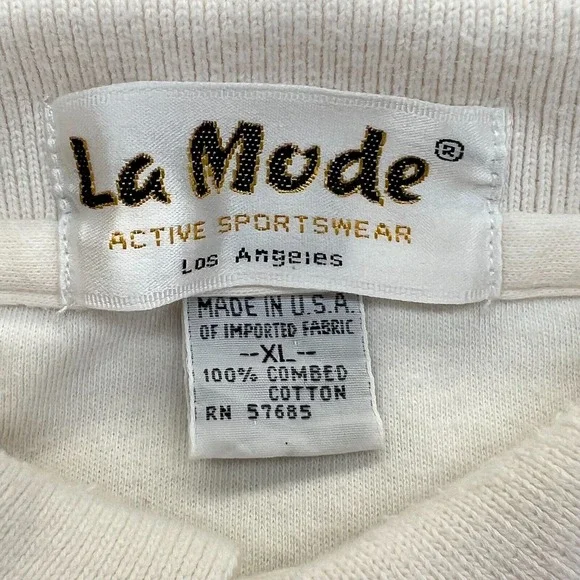 La Mode®
ACTIVE SPORTSWEAR
Los Angeles
MADE IN U.S.A.
OF IMPORTED FABRIC
--XL--
100% COMBED
COTTON
RN 57685